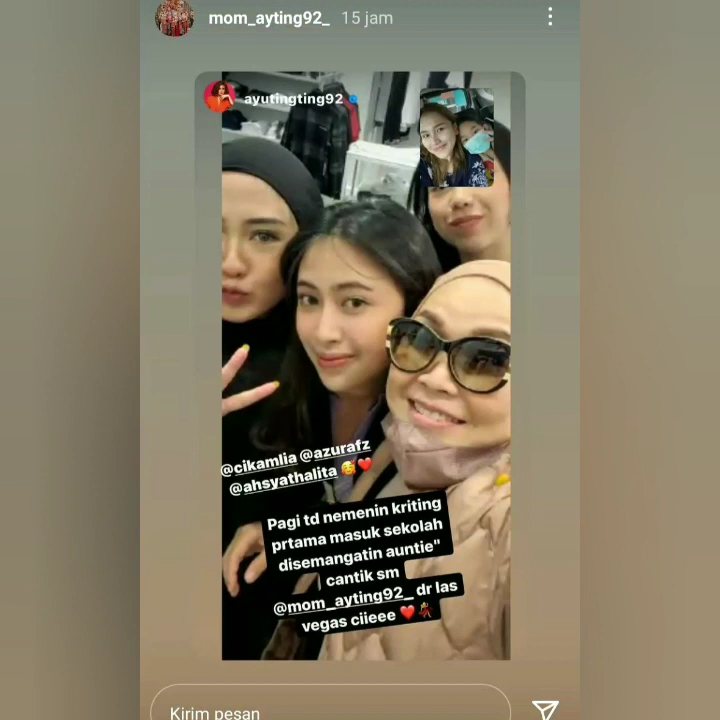 mom_ayting92_ 15 jam
ayutingting92
@cikamlia @azurafz
@ahsyathalita 🥰❤️
Pagi td nemenin kriting
prtama masuk sekolah
disemangatin auntie"
cantik sm
@mom_ayting92_ dr las
vegas ciieee ❤️💃
Kirim pesan